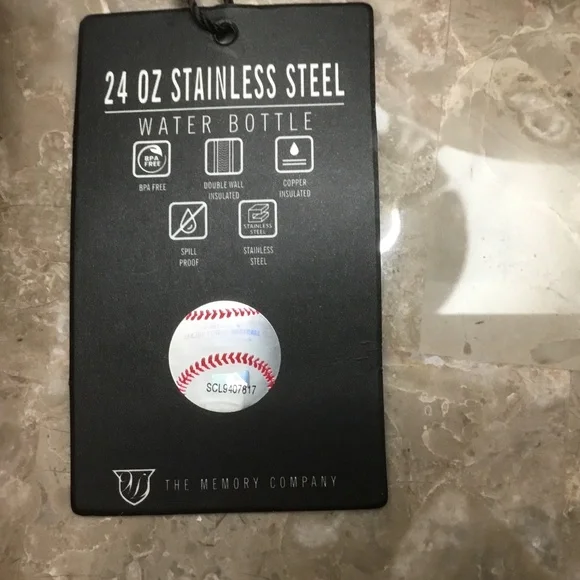 24 OZ STAINLESS STEEL
WATER BOTTLE
BPA
FREE
BPA FREE
DOUBLE WALL
INSULATED
COPPER
INSULATED
STAINLESS
STEEL
SPILL
PROOF
STAINLESS
STEEL
SCL9407617
THE MEMORY COMPANY